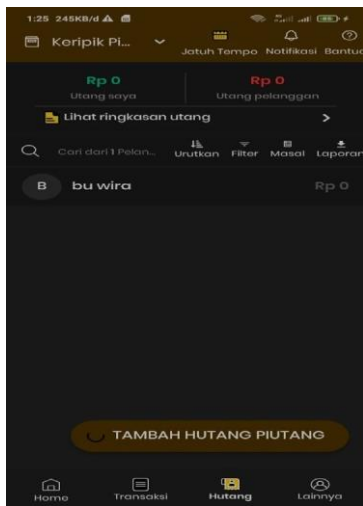 1:25 245KB/d
Keripik Pi...
Jatuh Tempo Notifikasi Bantua
Rp 0 Rp 0
Utang saya Utang pelanggan
Lihat ringkasan utang
Cari dari 1 Pelan... Urutkan Filter Masal Laporan
B bu wira Rp 0
TAMBAH HUTANG PIUTANG
Home Transaksi Hutang Lainnya